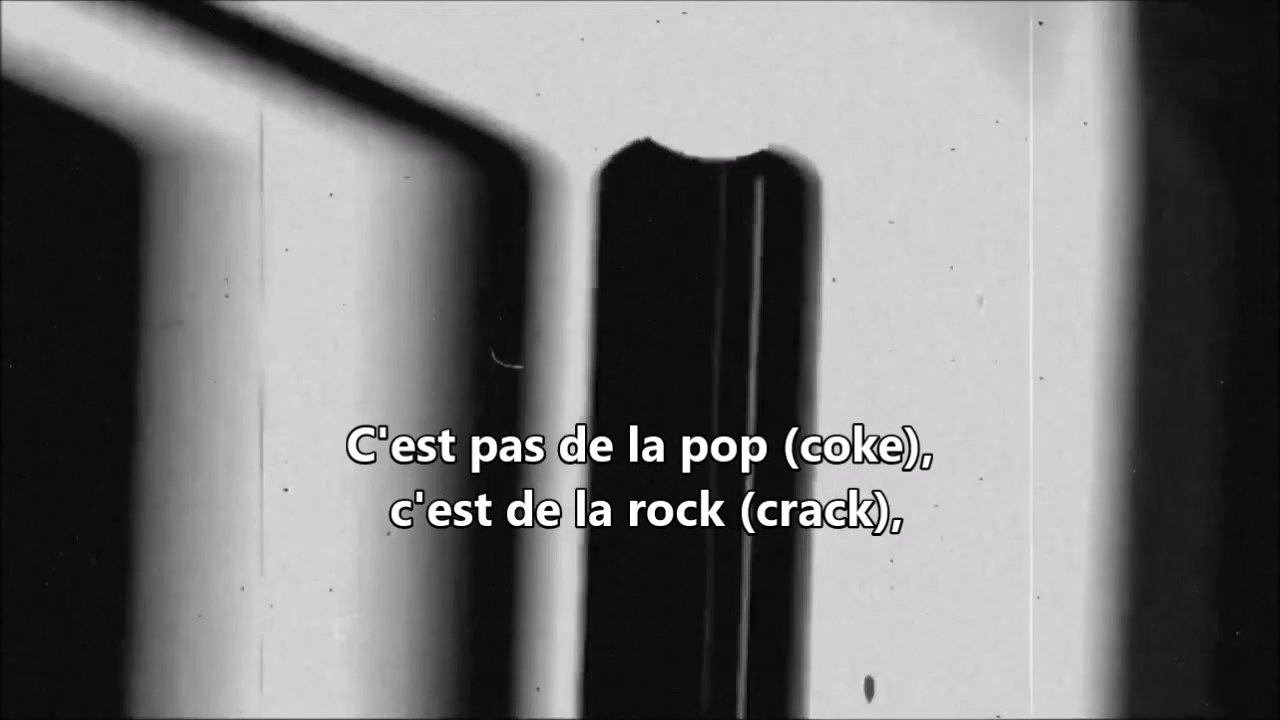 C'est pas de la pop (coke),
c'est de la rock (crack),